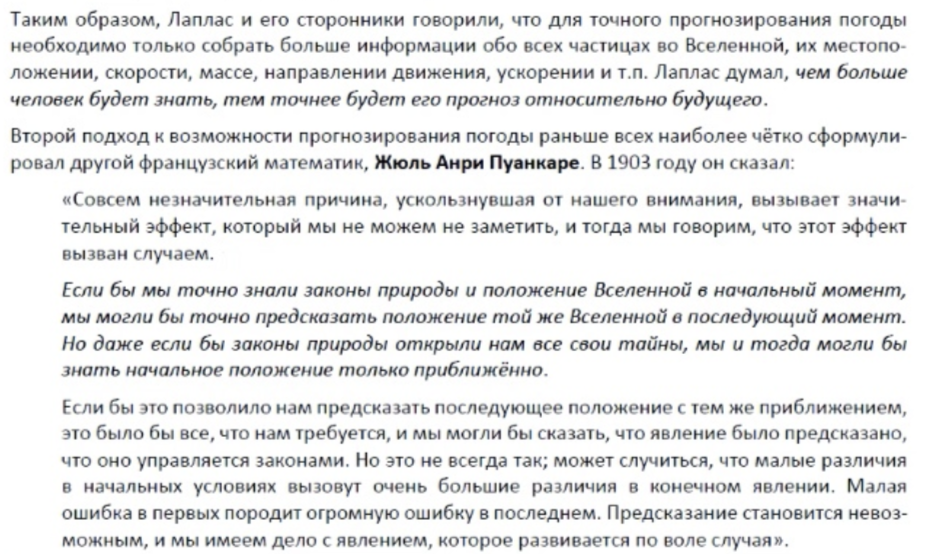 Таким образом, Лаплас и его сторонники говорили, что для точного прогнозирования погоды
необходимо только собрать больше информации обо всех частицах во Вселенной, их местопо-
ложении, скорости, массе, направлении движения, ускорении и т.п. Лаплас думал, чем больше
человек будет знать, тем точнее будет его прогноз относительно будущего.
Второй подход к возможности прогнозирования погоды раньше всех наиболее чётко сформули-
ровал другой французский математик, Жюль Анри Пуанкаре. В 1903 году он сказал:
«Совсем незначительная причина, ускользнувшая от нашего внимания, вызывает значи-
тельный эффект, который мы не можем не заметить, и тогда мы говорим, что этот эффект
вызван случаем.
Если бы мы точно знали законы природы и положение Вселенной в начальный момент,
мы могли бы точно предсказать положение той же Вселенной в последующий момент.
Но даже если бы законы природы открыли нам все свои тайны, мы и тогда могли бы
знать начальное положение только приближённо.
Если бы это позволило нам предсказать последующее положение с тем же приближением,
это было бы все, что нам требуется, и мы могли бы сказать, что явление было предсказано,
что оно управляется законами. Но это не всегда так; может случиться, что малые различия
в начальных условиях вызовут очень большие различия в конечном явлении. Малая
ошибка в первых породит огромную ошибку в последнем. Предсказание становится невоз-
можным, и мы имеем дело с явлением, которое развивается по воле случая».